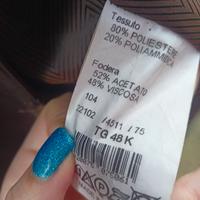 Tessuto
80% POLIESTERE
20% POLIAMMIDE
Fodera
52% ACETATO
48% VISCOSA
104
22102 /4511 / 75
TG 48 K